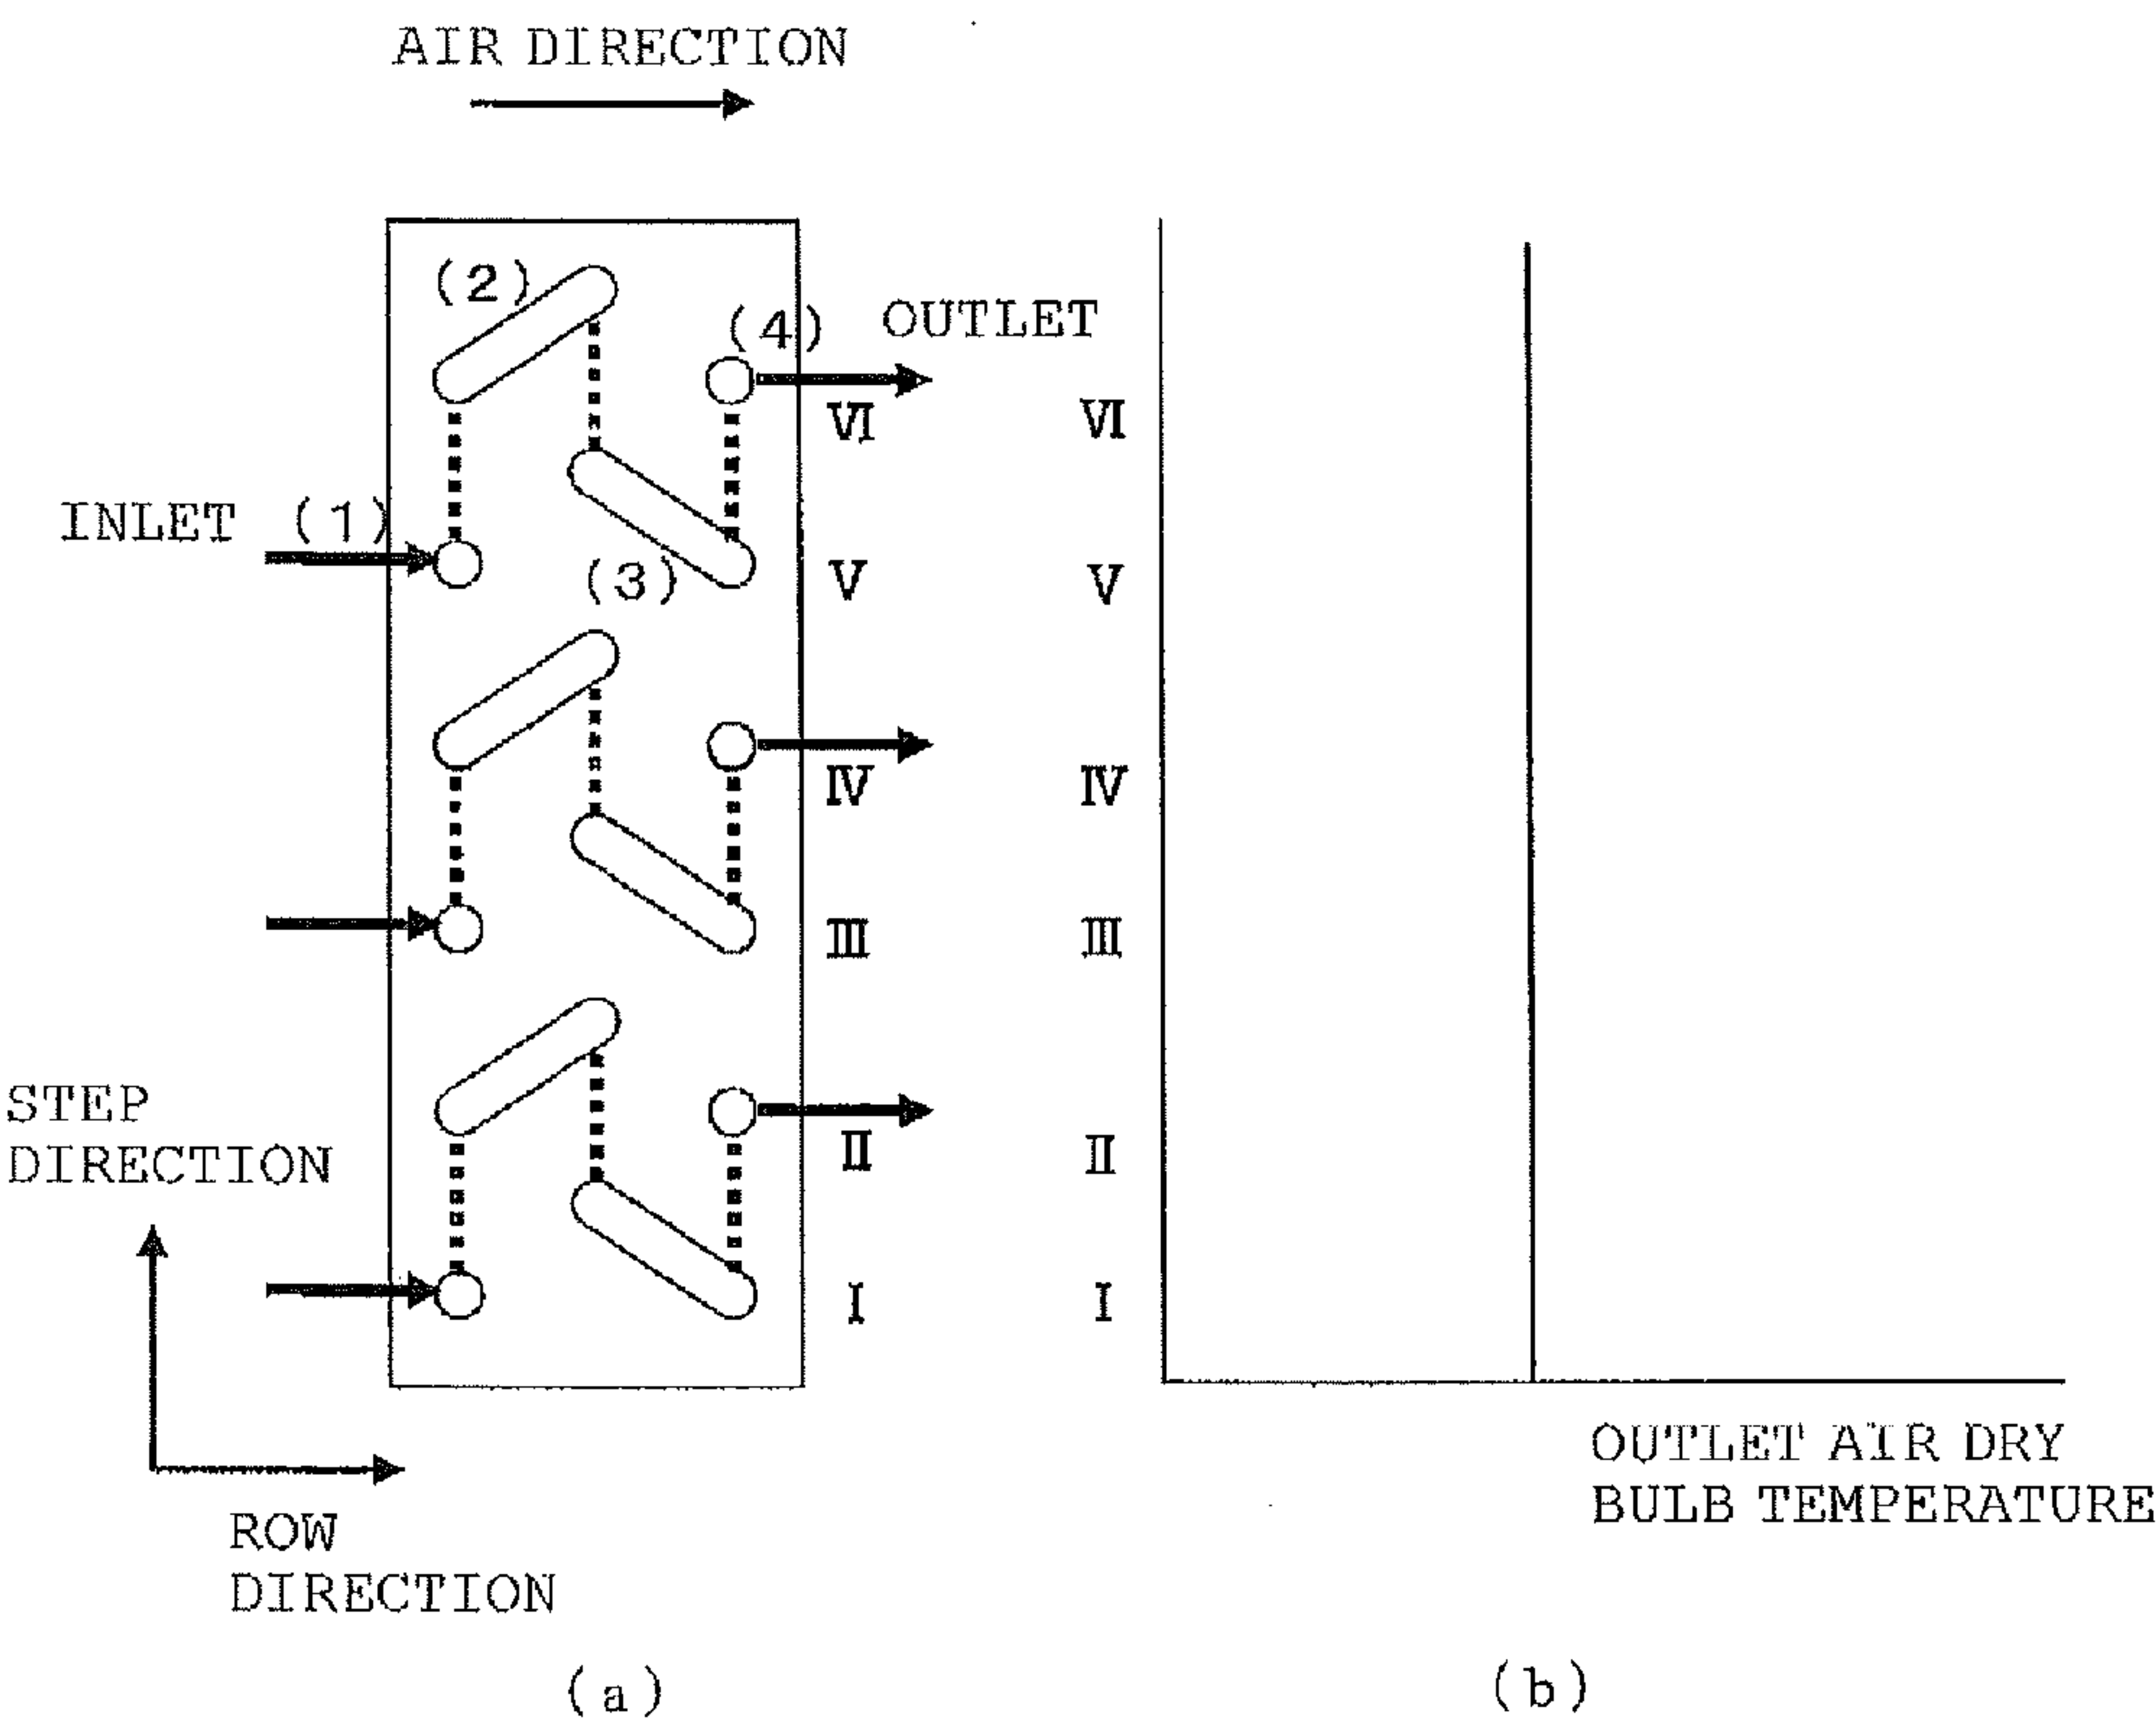 AIR DIRECTION
(2)
(4)
OUTLET
VI
VI
INLET (1)
(3)
V
V
IV
IV
III
III
STEP
DIRECTION
II
II
I
I
OUTLET AIR DRY
BULB TEMPERATURE
ROW
DIRECTION
(a)
(b)